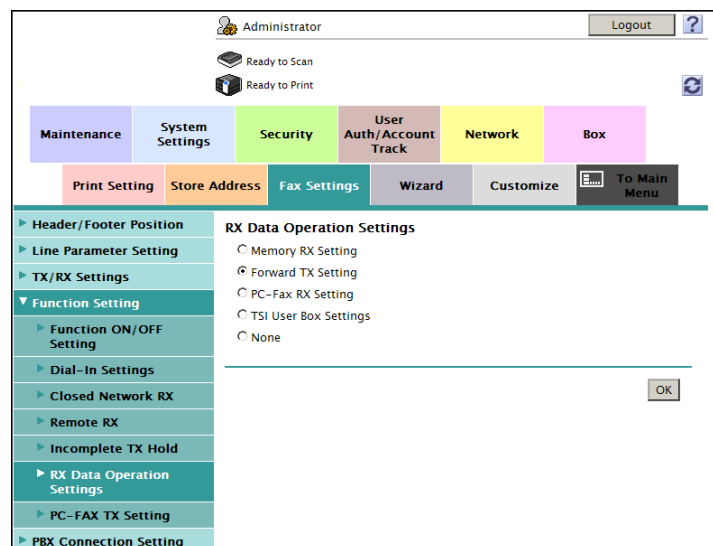 Administrator
Logout
?
Ready to Scan
Ready to Print
Maintenance
System
Settings
Security
User
Auth/Account
Track
Network
Box
Print Setting
Store Address
Fax Settings
Wizard
Customize
To Main
Menu
Header/Footer Position
Line Parameter Setting
TX/RX Settings
Function Setting
Function ON/OFF
Setting
Dial-In Settings
Closed Network RX
Remote RX
Incomplete TX Hold
RX Data Operation
Settings
PC-FAX TX Setting
PBX Connection Setting
RX Data Operation Settings
Memory RX Setting
Forward TX Setting
PC-Fax RX Setting
TSI User Box Settings
None
OK